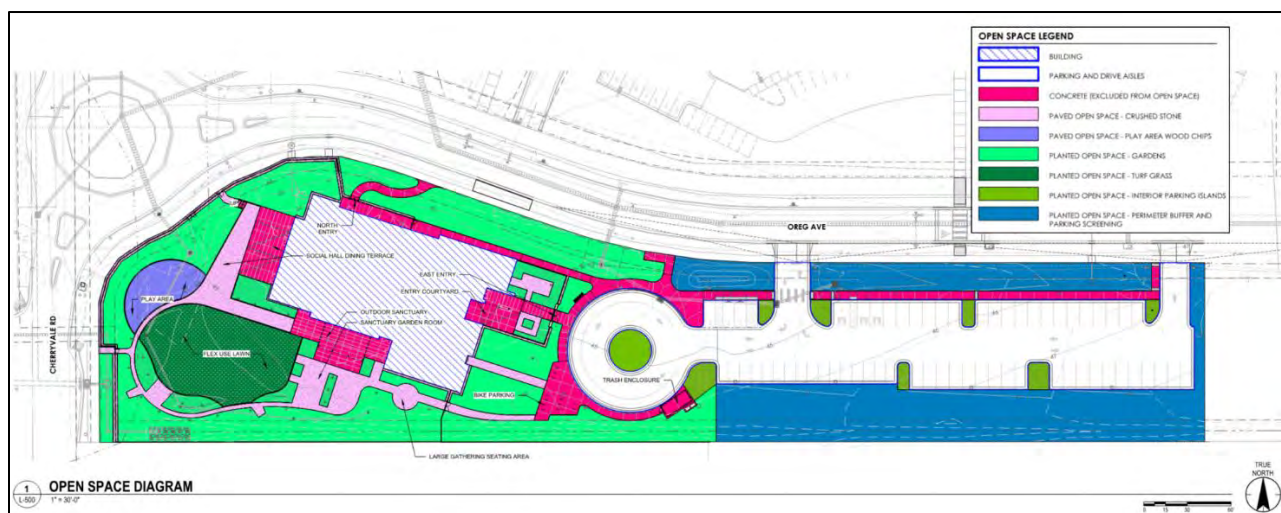 OPEN SPACE LEGEND
BUILDING
PARKING AND DRIVE AISLES
CONCRETE (EXCLUDED FROM OPEN SPACE)
PAVED OPEN SPACE - CRUSHED STONE
PAVED OPEN SPACE - PLAY AREA WOOD CHIPS
PLANTED OPEN SPACE - GARDENS
PLANTED OPEN SPACE - TURF GRASS
PLANTED OPEN SPACE - INTERIOR PARKING ISLANDS
PLANTED OPEN SPACE - PERIMETER BUFFER AND
PARKING SCREENING
OREG AVE
NORTH
ENTRY
SOCIAL HALL DINING TERRACE
EAST ENTRY
ENTRY COURTYARD
PLAY AREA
OUTDOOR SANCTUARY
SANCTUARY GARDEN ROOM
FLEX USE LAWN
CHERRYVALE RD
TRASH ENCLOSURE
BIKE PARKING
LARGE GATHERING SEATING AREA
1
L-500
OPEN SPACE DIAGRAM
1" = 30'-0"
TRUE
NORTH
0 15 30 60'